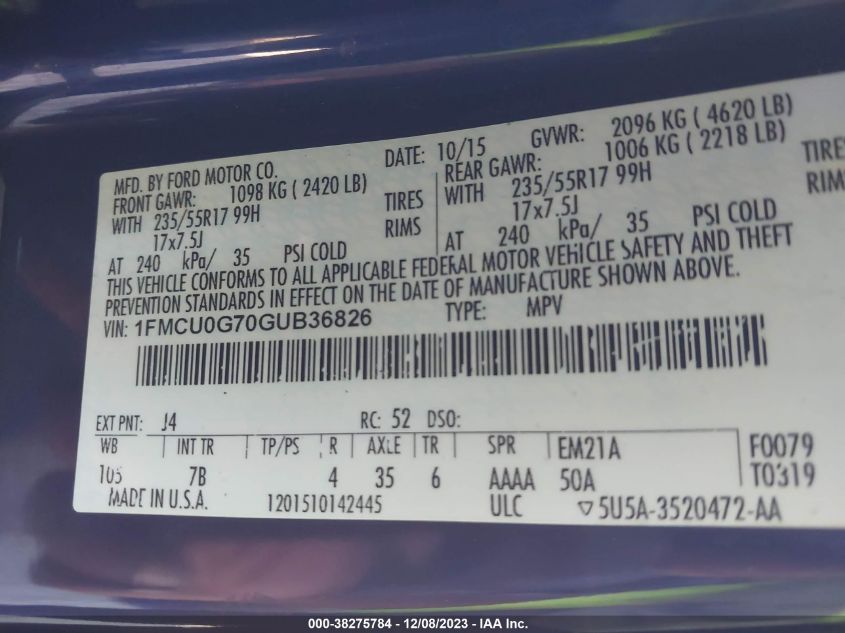 MFD. BY FORD MOTOR CO.
DATE: 10/15
GVWR: 2096 KG ( 4620 LB)
FRONT GAWR: 1098 KG ( 2420 LB)
REAR GAWR: 1006 KG ( 2218 LB)
WITH 235/55R17 99H TIRES
WITH 235/55R17 99H TIRE
17x7.5J RIMS
17x7.5J RIM
AT 240 kPa/ 35 PSI COLD
AT 240 kPa/ 35 PSI COLD
THIS VEHICLE CONFORMS TO ALL APPLICABLE FEDERAL MOTOR VEHICLE SAFETY AND THEFT
PREVENTION STANDARDS IN EFFECT ON THE DATE OF MANUFACTURE SHOWN ABOVE.
VIN: 1FMCU0G70GUB36826 TYPE: MPV
EXT PNT: J4 RC: 52 DSO:
WB INT TR TP/PS R AXLE TR SPR EM21A F0079
105 7B 4 35 6 AAAA 50A T0319
MADE IN U.S.A. 1201510142445 ULC ▽5U5A-3520472-AA
000-38275784 - 12/08/2023 - IAA Inc.